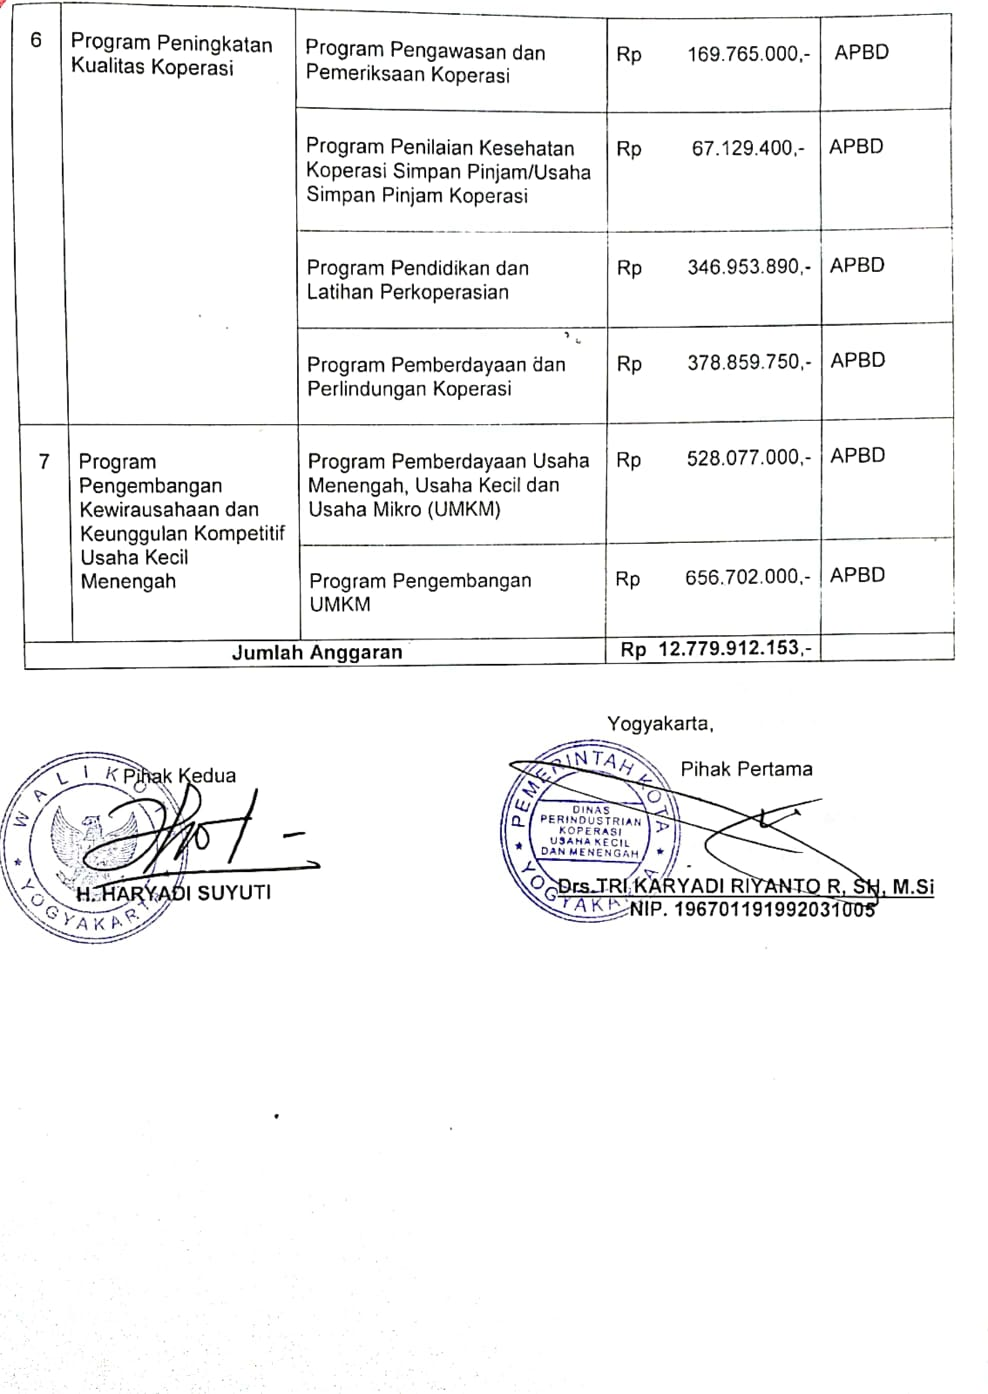 6
Program Peningkatan
Kualitas Koperasi
Program Pengawasan dan
Pemeriksaan Koperasi
Rp 169.765.000,-
APBD
Program Penilaian Kesehatan
Koperasi Simpan Pinjam/Usaha
Simpan Pinjam Koperasi
Rp 67.129.400,-
APBD
Program Pendidikan dan
Latihan Perkoperasian
Rp 346.953.890,-
APBD
Program Pemberdayaan dan
Perlindungan Koperasi
Rp 378.859.750,-
APBD
7
Program
Pengembangan
Kewirausahaan dan
Keunggulan Kompetitif
Usaha Kecil
Menengah
Program Pemberdayaan Usaha
Menengah, Usaha Kecil dan
Usaha Mikro (UMKM)
Rp 528.077.000,-
APBD
Program Pengembangan
UMKM
Rp 656.702.000,-
APBD
Jumlah Anggaran Rp 12.779.912.153,-
Yogyakarta,
Pihak Kedua
WALIKO
YOGYAKARTA
H. HARYADI SUYUTI
Pihak Pertama
PEMERINTAH KOTA
DINAS
PERINDUSTRIAN
KOPERASI
USAHA KECIL
DAN MENENGAH
YOGYAKA
Drs.TRI KARYADI RIYANTO R, SH, M.Si
NIP. 196701191992031005